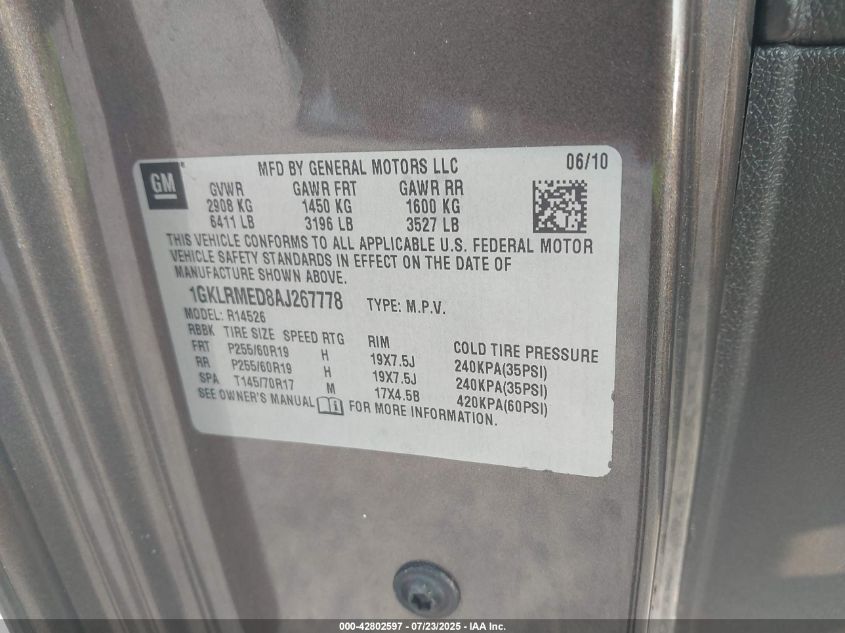 GM
MFD BY GENERAL MOTORS LLC 06/10
GVWR GAWR FRT GAWR RR
2908 KG 1450 KG 1600 KG
6411 LB 3196 LB 3527 LB
THIS VEHICLE CONFORMS TO ALL APPLICABLE U.S. FEDERAL MOTOR
VEHICLE SAFETY STANDARDS IN EFFECT ON THE DATE OF
MANUFACTURE SHOWN ABOVE.
1GKLRMED8AJ267778 TYPE: M.P.V.
MODEL: R14526
RBBK TIRE SIZE SPEED RTG RIM COLD TIRE PRESSURE
FRT P255/60R19 H 19X7.5J 240KPA(35PSI)
RR P255/60R19 H 19X7.5J 240KPA(35PSI)
SPA T145/70R17 M 17X4.5B 420KPA(60PSI)
SEE OWNER'S MANUAL FOR MORE INFORMATION.
000-42802597 - 07/23/2025 - IAA Inc.